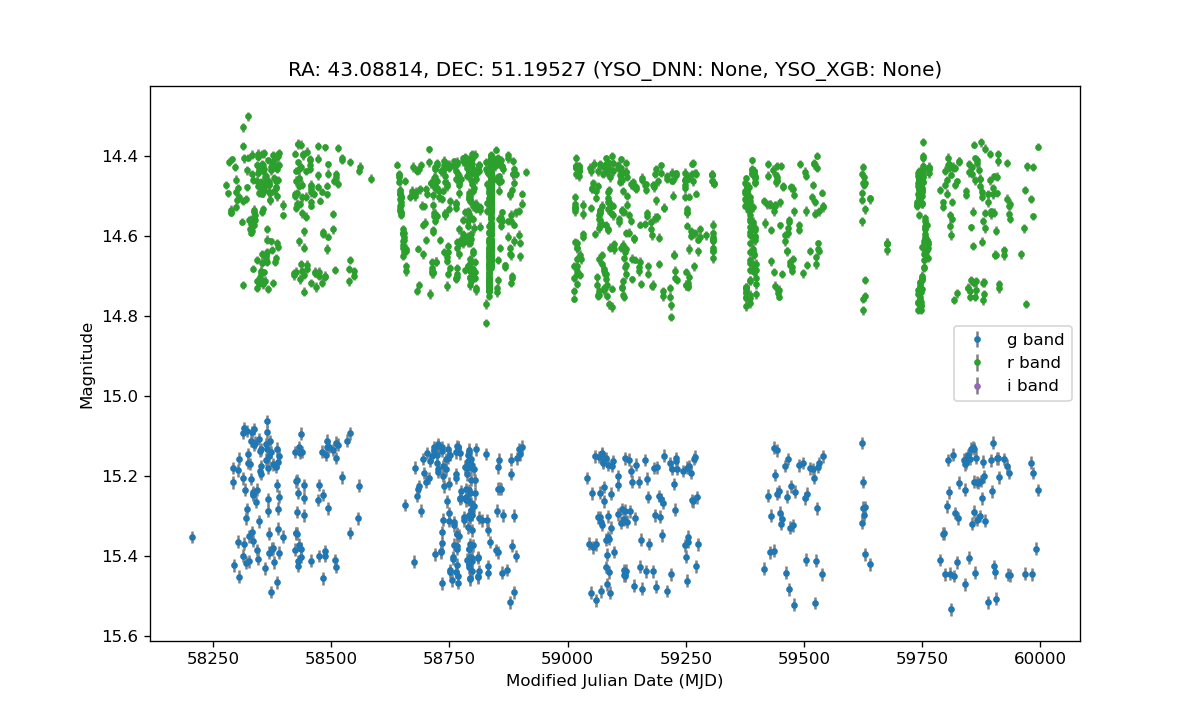 RA: 43.08814, DEC: 51.19527 (YSO_DNN: None, YSO_XGB: None)
14.4
14.6
14.8
15.0
15.2
15.4
15.6
Magnitude
g band
r band
i band
58250 58500 58750 59000 59250 59500 59750 60000
Modified Julian Date (MJD)